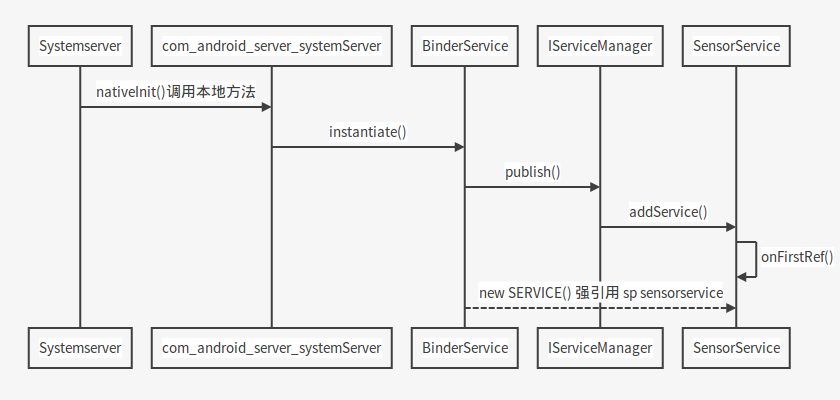 Systemserver
com_android_server_systemServer
BinderService
IServiceManager
SensorService
nativeInit()调用本地方法
instantiate()
publish()
addService()
onFirstRef()
new SERVICE() 强引用 sp sensorservice
Systemserver
com_android_server_systemServer
BinderService
IServiceManager
SensorService